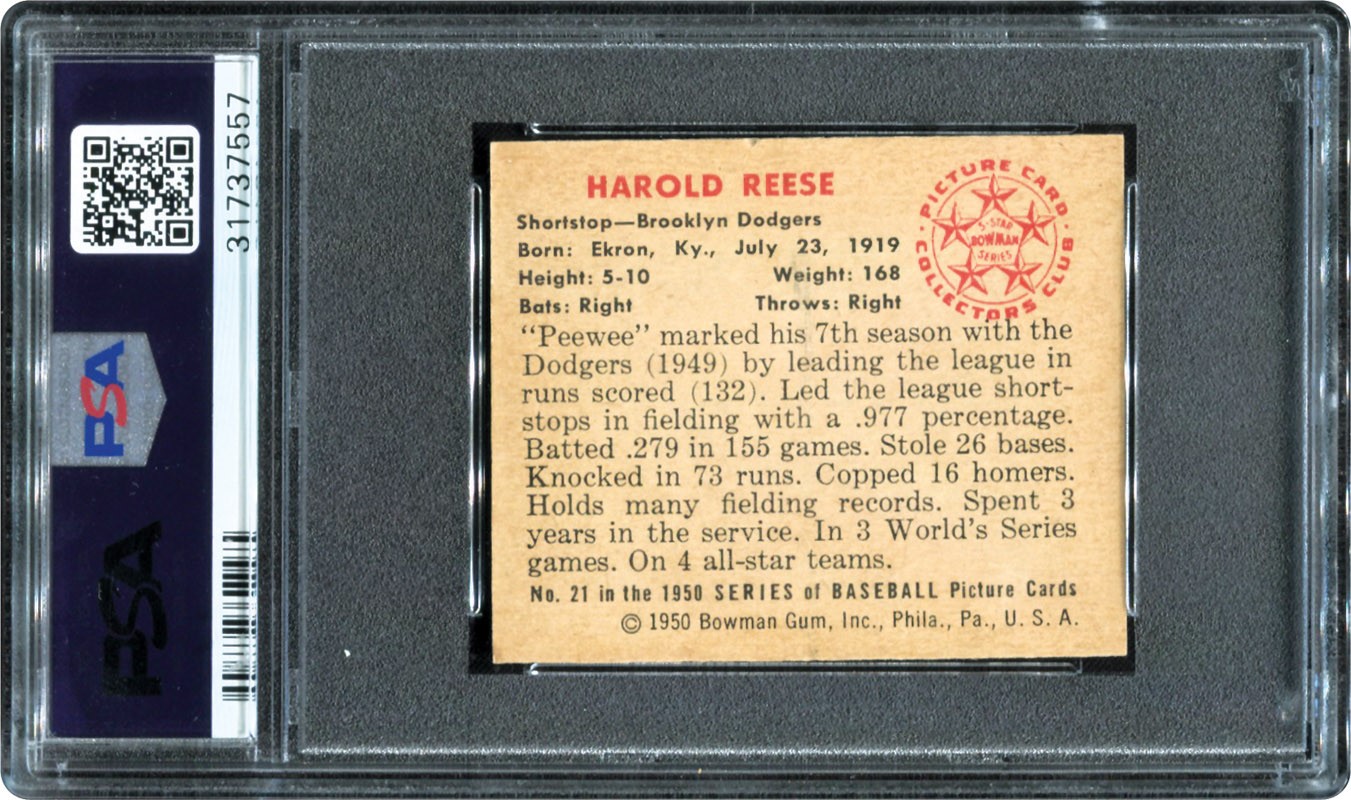 31737557
PSA
PSA
HAROLD REESE
Shortstop—Brooklyn Dodgers
Born: Ekron, Ky., July 23, 1919
Height: 5-10 Weight: 168
Bats: Right Throws: Right
PICTURE CARD
COLLECTORS CLUB
5-STAR
BOWMAN
SERIES
“Peewee” marked his 7th season with the
Dodgers (1949) by leading the league in
runs scored (132). Led the league short-
stops in fielding with a .977 percentage.
Batted .279 in 155 games. Stole 26 bases.
Knocked in 73 runs. Copped 16 homers.
Holds many fielding records. Spent 3
years in the service. In 3 World's Series
games. On 4 all-star teams.
No. 21 in the 1950 SERIES of BASEBALL Picture Cards
© 1950 Bowman Gum, Inc., Phila., Pa., U. S. A.